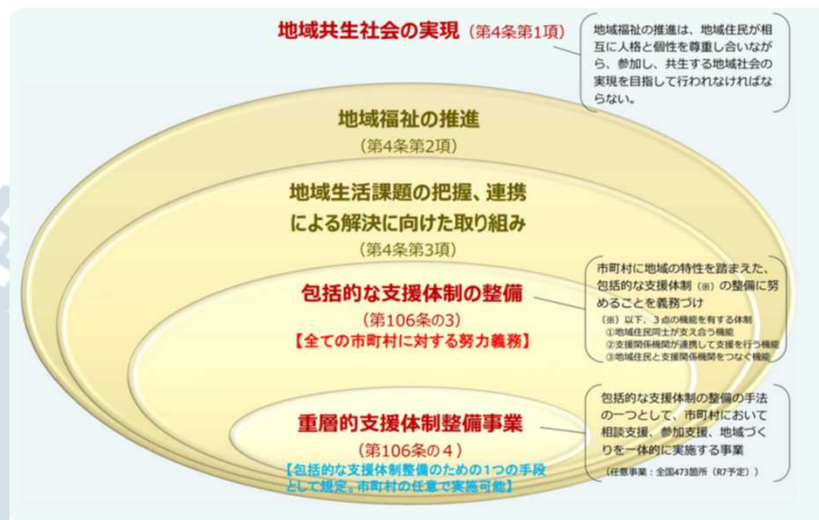 地域共生社会の実現（第4条第1項）
地域福祉の推進は、地域住民が相
互に人格と個性を尊重し合いなが
ら、参加し、共生する地域社会の
実現を目指して行われなければな
らない。
地域福祉の推進
（第4条第2項）
地域生活課題の把握、連携
による解決に向けた取り組み
（第4条第3項）
包括的な支援体制の整備
（第106条の3）
【全ての市町村に対する努力義務】
市町村に地域の特性を踏まえた、
包括的な支援体制（※）の整備に努
めることを義務づけ
（※）以下、３点の機能を有する体制
①地域住民同士が支え合う機能
②支援関係機関が連携して支援を行う機能
③地域住民と支援関係機関をつなぐ機能
重層的支援体制整備事業
（第106条の４）
【包括的な支援体制整備のための1つの手段
として規定。市町村の任意で実施可能】
包括的な支援体制の整備の手法
の一つとして、市町村において
相談支援、参加支援、地域づく
りを一体的に実施する事業
（任意事業：全国473箇所（R7予定））